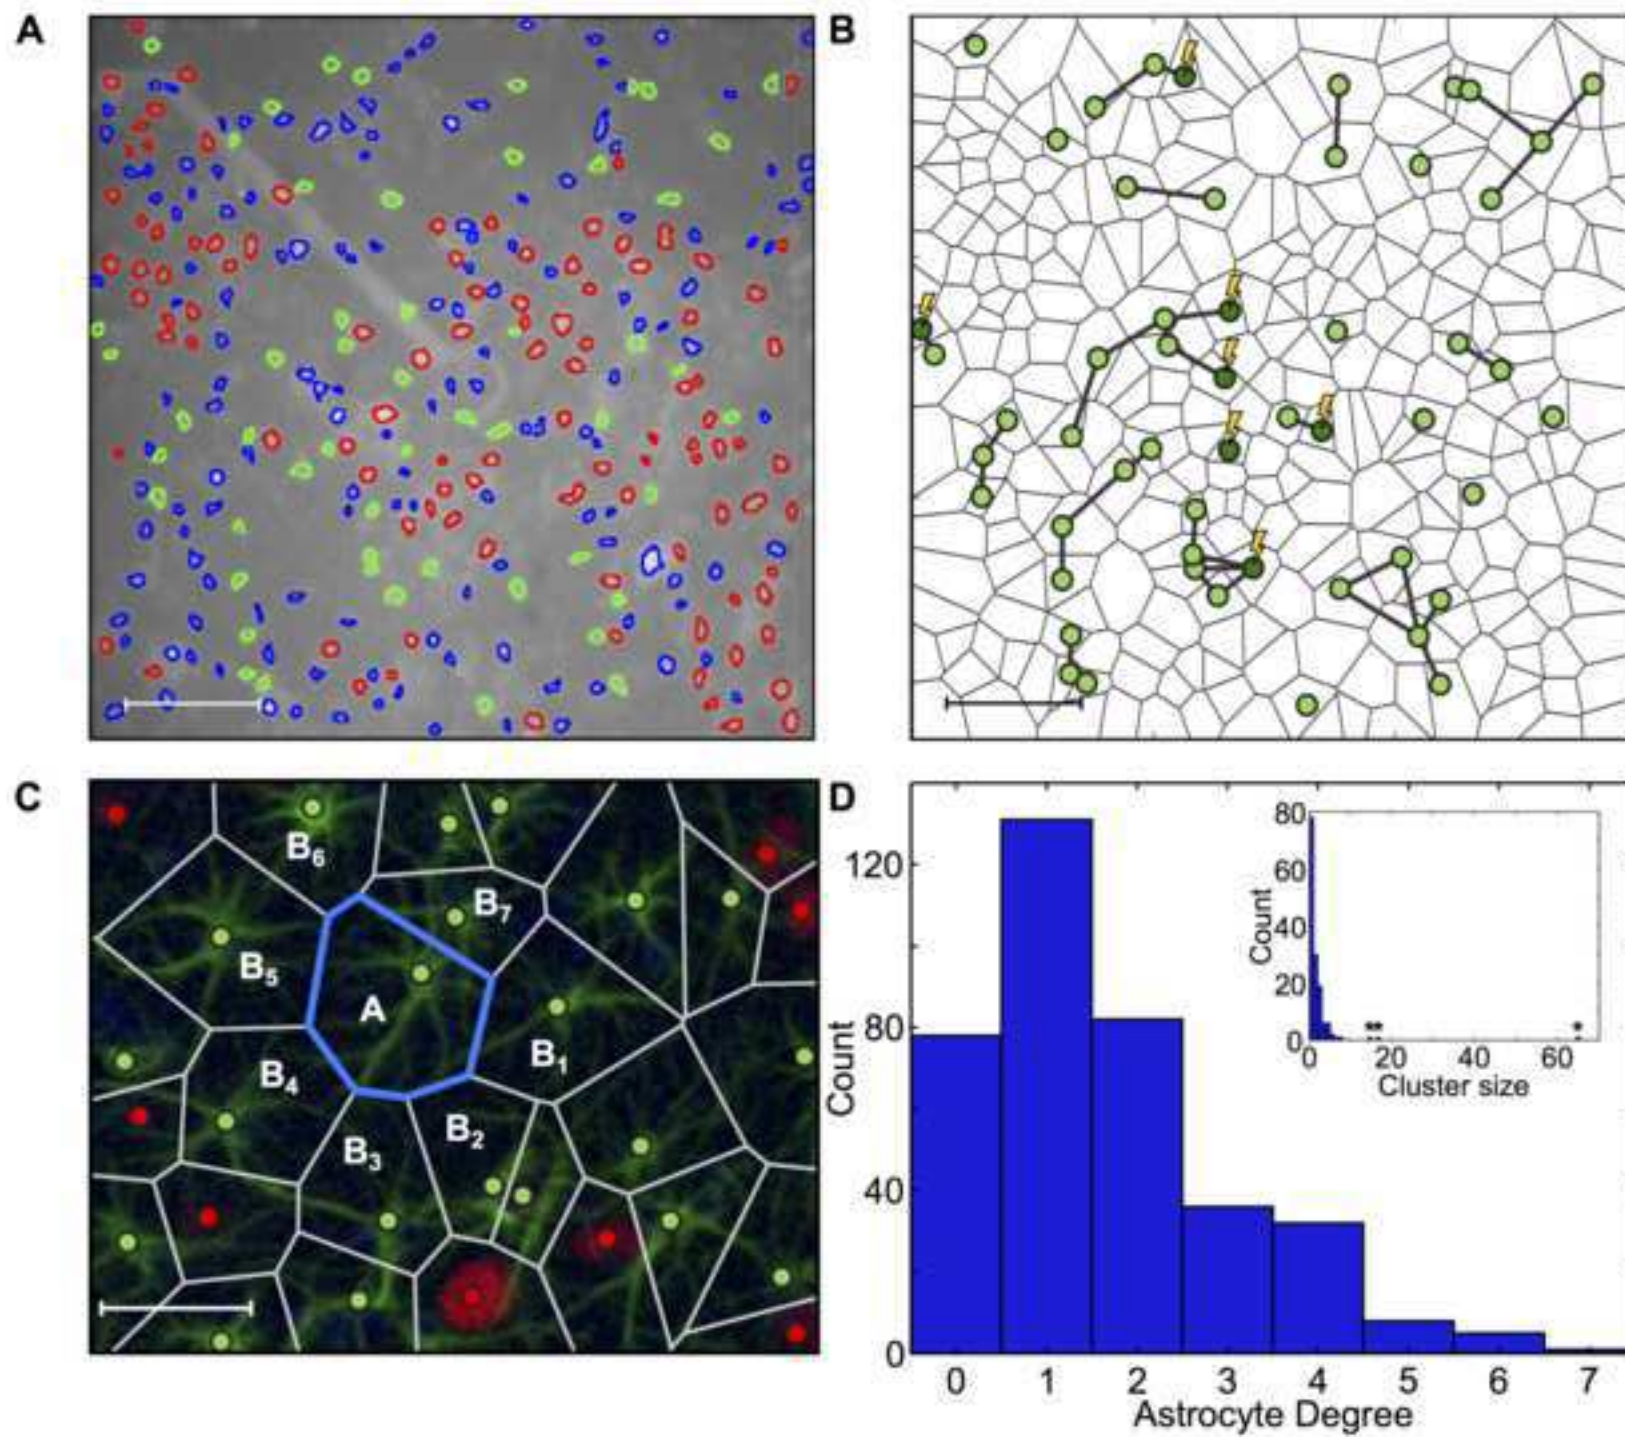 A
B
C
B₆
B₇
B₅
A
B₁
B₄
B₂
B₃
D
120
80
40
0
Count
0 1 2 3 4 5 6 7
Astrocyte Degree
80
60
40
20
0
Count
0 20 40 60
Cluster size